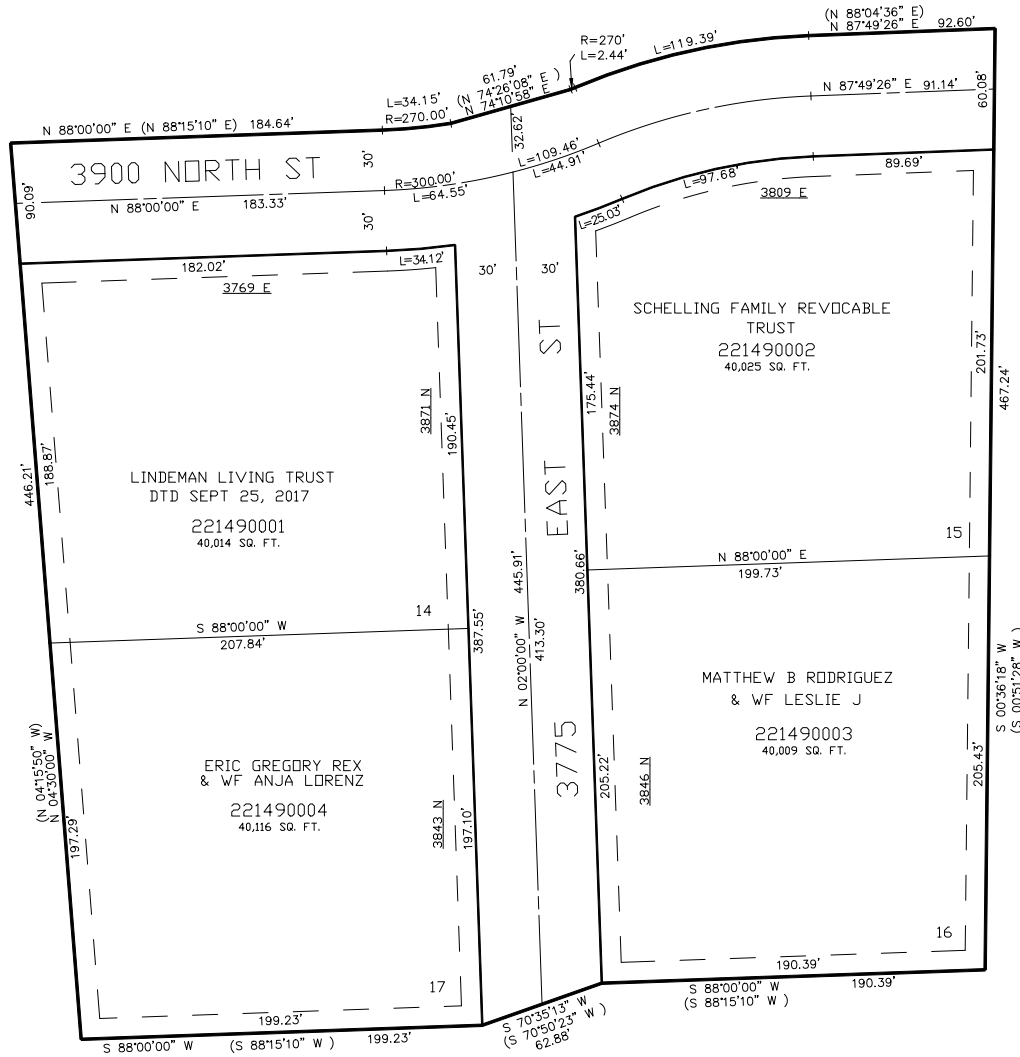 (N 88°04'36" E)
N 87°49'26" E 92.60'
R=270'
L=2.44'
L=119.39'
61.79'
(N 74°26'08" E )
N 74°10'58" E
L=34.15'
R=270.00'
N 88°00'00" E (N 88°15'10" E) 184.64'
N 87°49'26" E 91.14'
60.08'
32.62'
30'
3900 NORTH ST
L=109.46'
L=44.91'
R=300.00'
L=64.55'
89.69'
L=97.68'
3809 E
90.09'
N 88°00'00" E 183.33'
30'
L=25.03'
182.02'
L=34.12'
3769 E
30' 30'
SCHELLING FAMILY REVOCABLE
TRUST
221490002
40,025 SQ. FT.
201.73'
467.24'
175.44'
3874 N
3871 N
190.45'
446.21'
188.87'
LINDEMAN LIVING TRUST
DTD SEPT 25, 2017
221490001
40,014 SQ. FT.
3775 EAST ST
15
N 88°00'00" E
199.73'
380.66'
445.91'
N 02°00'00" W
413.30'
387.55'
14
S 88°00'00" W
207.84'
S 00°36'18" W
(S 00°51'28" W )
MATTHEW B RODRIGUEZ
& WF LESLIE J
221490003
40,009 SQ. FT.
205.43'
205.22'
3846 N
(N 04°15'50" W)
N 04°30'00" W
197.29'
ERIC GREGORY REX
& WF ANJA LORENZ
221490004
40,116 SQ. FT.
3843 N
197.10'
16
190.39'
S 88°00'00" W 190.39'
(S 88°15'10" W )
17
199.23'
S 88°00'00" W (S 88°15'10" W ) 199.23'
S 70°35'13" W
(S 70°50'23" W )
62.88'